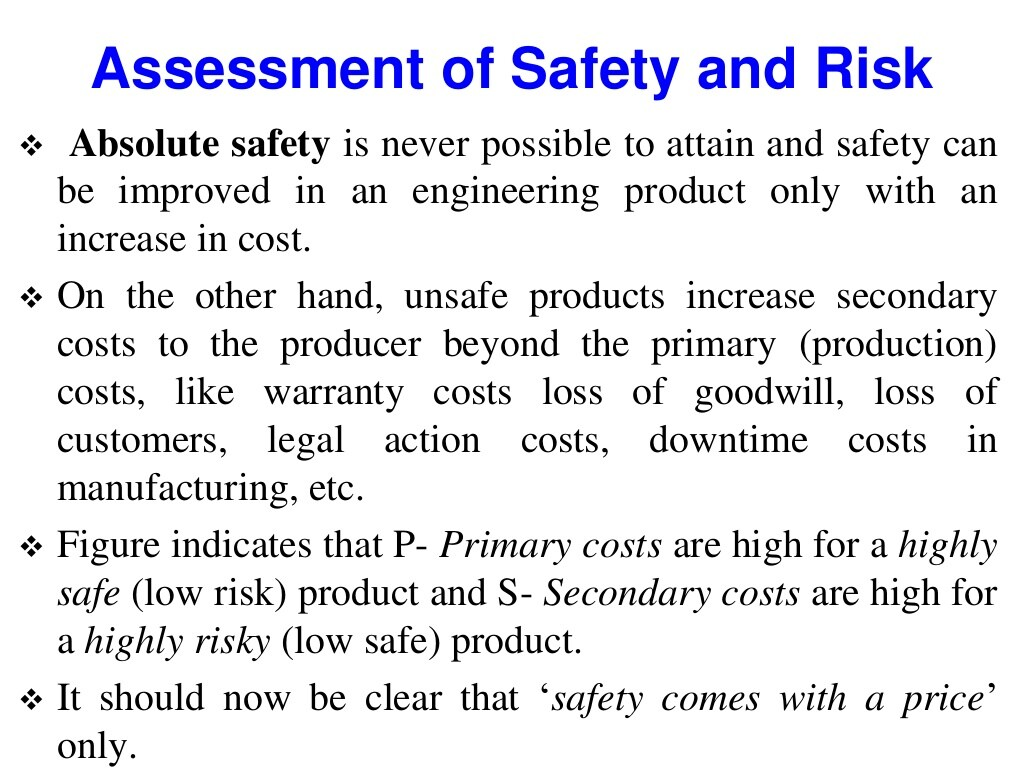 Assessment of Safety and Risk
❖ Absolute safety is never possible to attain and safety can
be improved in an engineering product only with an
increase in cost.
❖ On the other hand, unsafe products increase secondary
costs to the producer beyond the primary (production)
costs, like warranty costs loss of goodwill, loss of
customers, legal action costs, downtime costs in
manufacturing, etc.
❖ Figure indicates that P- Primary costs are high for a highly
safe (low risk) product and S- Secondary costs are high for
a highly risky (low safe) product.
❖ It should now be clear that ‘safety comes with a price’
only.